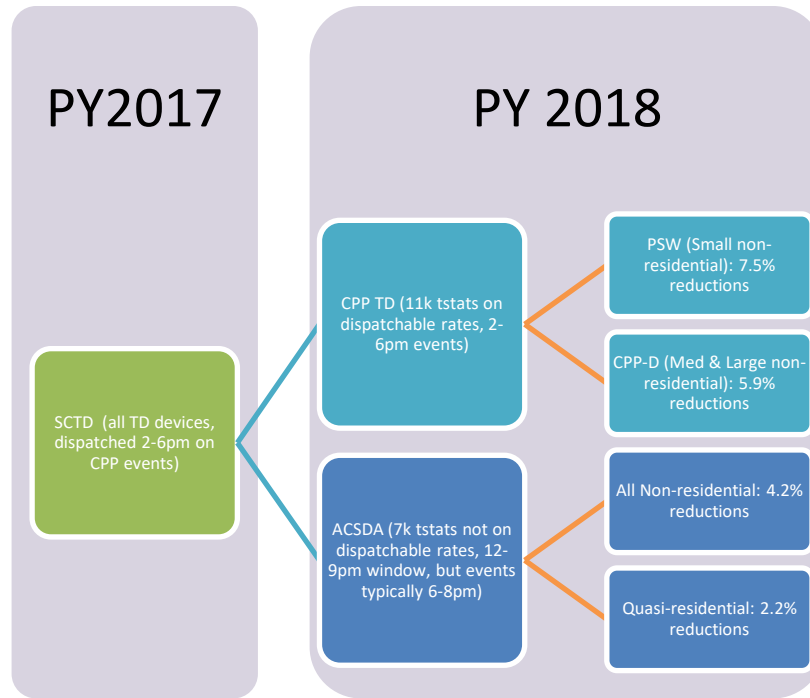 PY2017
PY 2018
SCTD (all TD devices,
dispatched 2-6pm on
CPP events)
CPP TD (11k tstats on
dispatchable rates, 2-
6pm events)
PSW (Small non-
residential): 7.5%
reductions
CPP-D (Med & Large non-
residential): 5.9%
reductions
ACSDA (7k tstats not on
dispatchable rates, 12-
9pm window, but events
typically 6-8pm)
All Non-residential: 4.2%
reductions
Quasi-residential: 2.2%
reductions